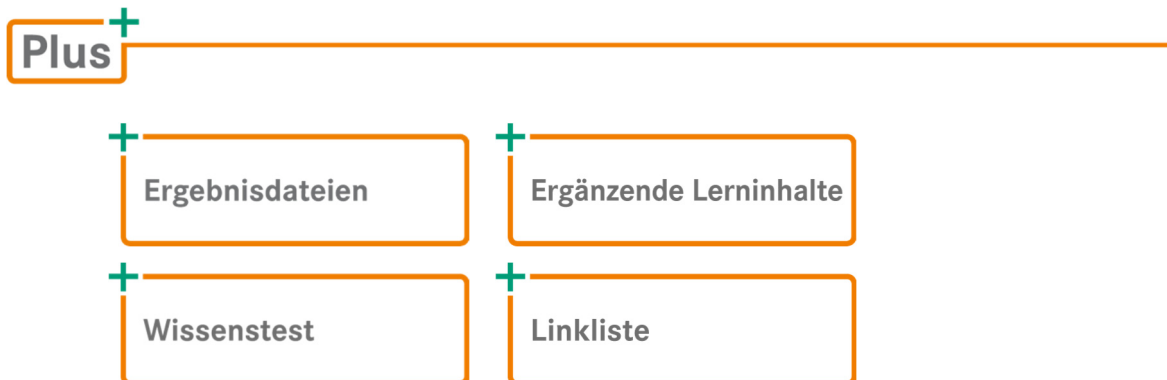 Plus
Ergebnisdateien
Ergänzende Lerninhalte
Wissenstest
Linkliste